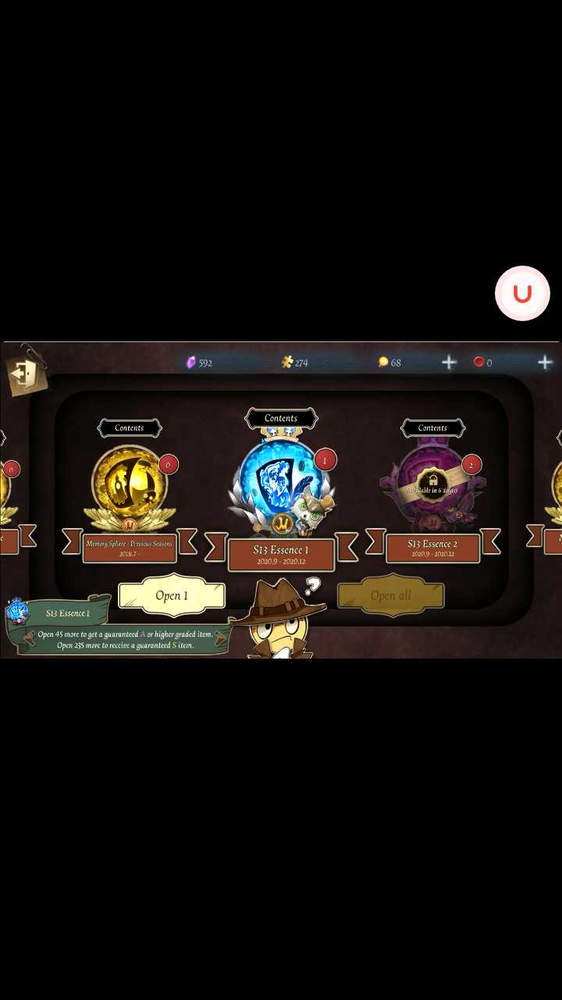 U
592
274
68
0
Contents
Contents
Contents
0
0
1
2
Available in 6 day(s)
Memory Sphere - Previous Seasons
2018.7 -
S13 Essence 1
2020.9 - 2020.12
S13 Essence 2
2020.9 - 2020.12
Open 1
?
Open all
S13 Essence 1
Open 45 more to get a guaranteed A or higher graded item.
Open 235 more to receive a guaranteed S item.